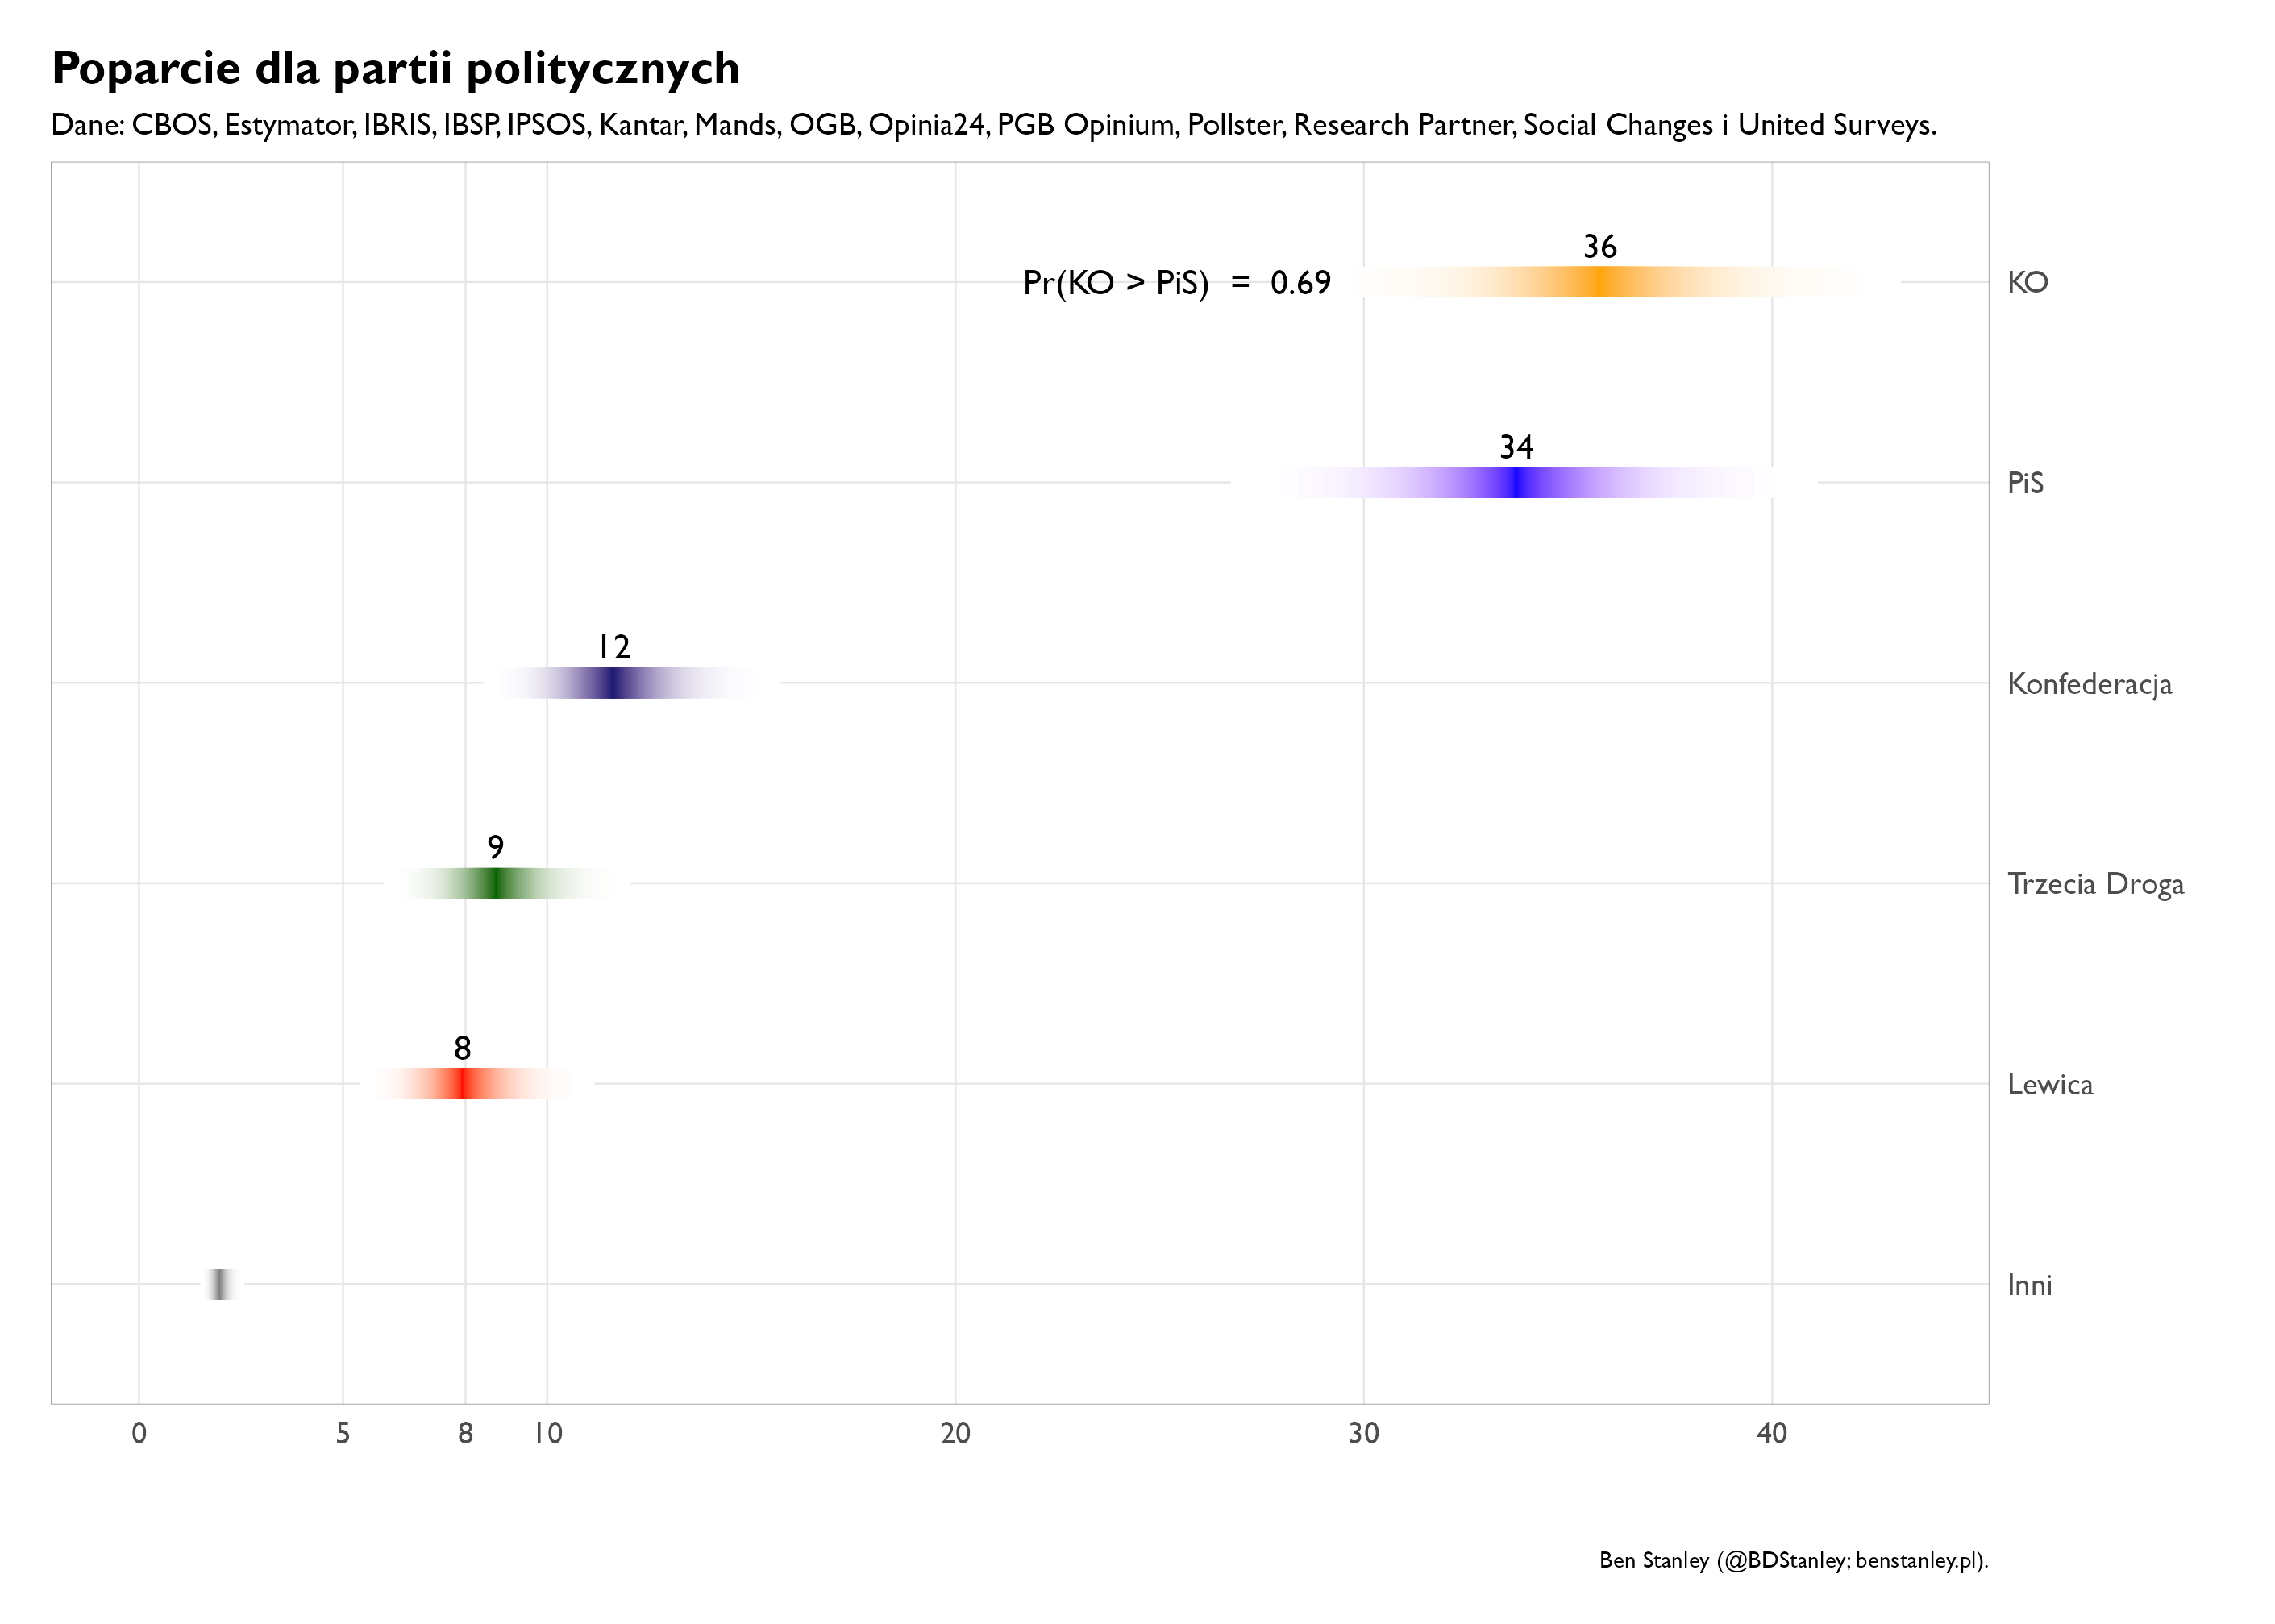 Poparcie dla partii politycznych
Dane: CBOS, Estymator, IBRIS, IBSP, IPSOS, Kantar, Mands, OGB, Opinia24, PGB Opinium, Pollster, Research Partner, Social Changes i United Surveys.
36
Pr(KO > PiS) = 0.69
KO
34
PiS
12
Konfederacja
9
Trzecia Droga
8
Lewica
Inni
0 5 8 10 20 30 40
Ben Stanley (@BDStanley; benstanley.pl).